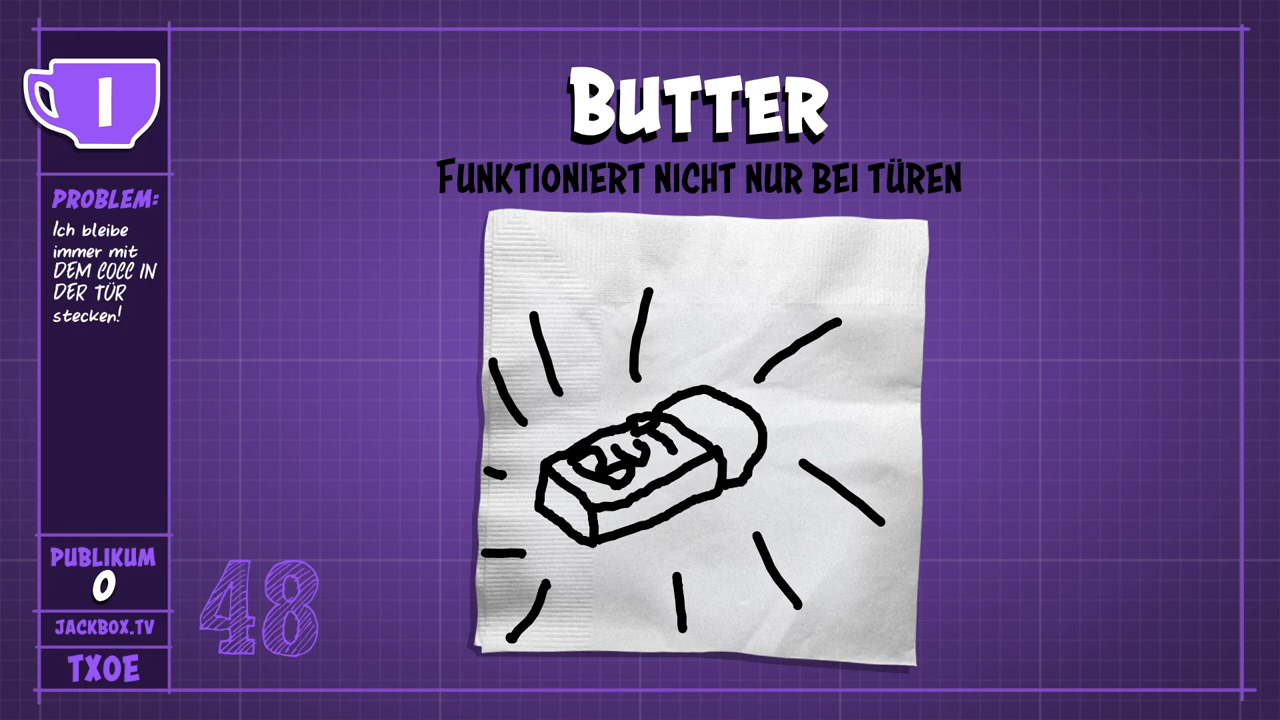 1
BUTTER
FUNKTIONIERT NICHT NUR BEI TÜREN
PROBLEM:
Ich bleibe
immer mit
DEM COCC IN
DER TÜR
stecken!
BUT
PUBLIKUM
0
JACKBOX.TV
TXOE
48